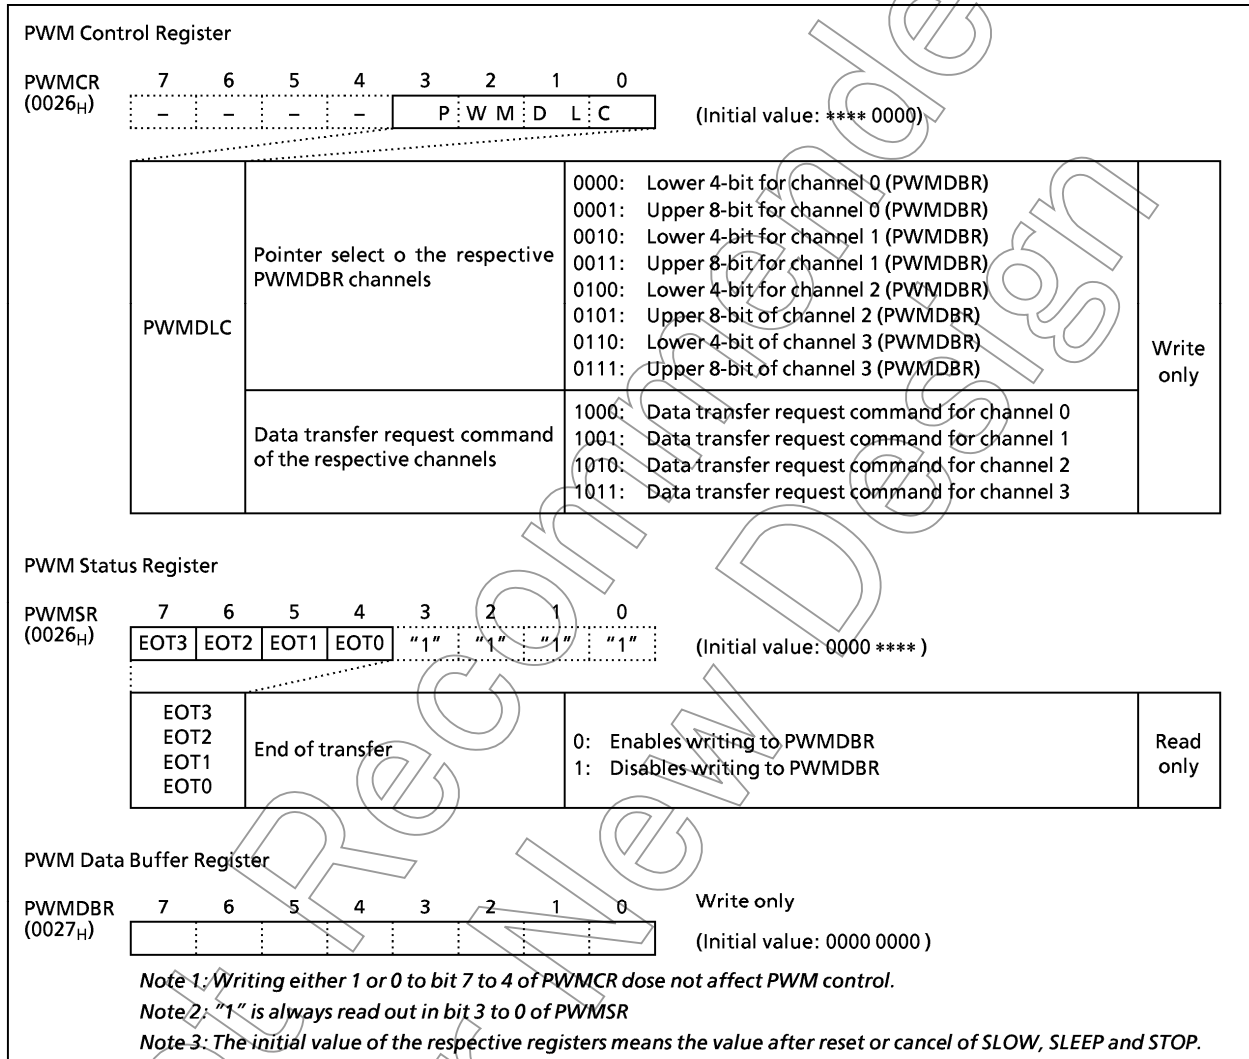 PWM Control Register
PWMCR
(0026H)
7 6 5 4 3 2 1 0
– – – – P W M D L C
(Initial value: **** 0000)
PWMDLC
Pointer select o the respective
PWMDBR channels
0000: Lower 4-bit for channel 0 (PWMDBR)
0001: Upper 8-bit for channel 0 (PWMDBR)
0010: Lower 4-bit for channel 1 (PWMDBR)
0011: Upper 8-bit for channel 1 (PWMDBR)
0100: Lower 4-bit for channel 2 (PWMDBR)
0101: Upper 8-bit of channel 2 (PWMDBR)
0110: Lower 4-bit of channel 3 (PWMDBR)
0111: Upper 8-bit of channel 3 (PWMDBR)
Data transfer request command
of the respective channels
1000: Data transfer request command for channel 0
1001: Data transfer request command for channel 1
1010: Data transfer request command for channel 2
1011: Data transfer request command for channel 3
Write
only
PWM Status Register
PWMSR
(0026H)
7 6 5 4 3 2 1 0
EOT3 EOT2 EOT1 EOT0 “1” “1” “1” “1”
(Initial value: 0000 **** )
EOT3
EOT2
EOT1
EOT0
End of transfer
0: Enables writing to PWMDBR
1: Disables writing to PWMDBR
Read
only
PWM Data Buffer Register
PWMDBR
(0027H)
7 6 5 4 3 2 1 0
Write only
(Initial value: 0000 0000 )
Note 1: Writing either 1 or 0 to bit 7 to 4 of PWMCR dose not affect PWM control.
Note 2: “1” is always read out in bit 3 to 0 of PWMSR
Note 3: The initial value of the respective registers means the value after reset or cancel of SLOW, SLEEP and STOP.